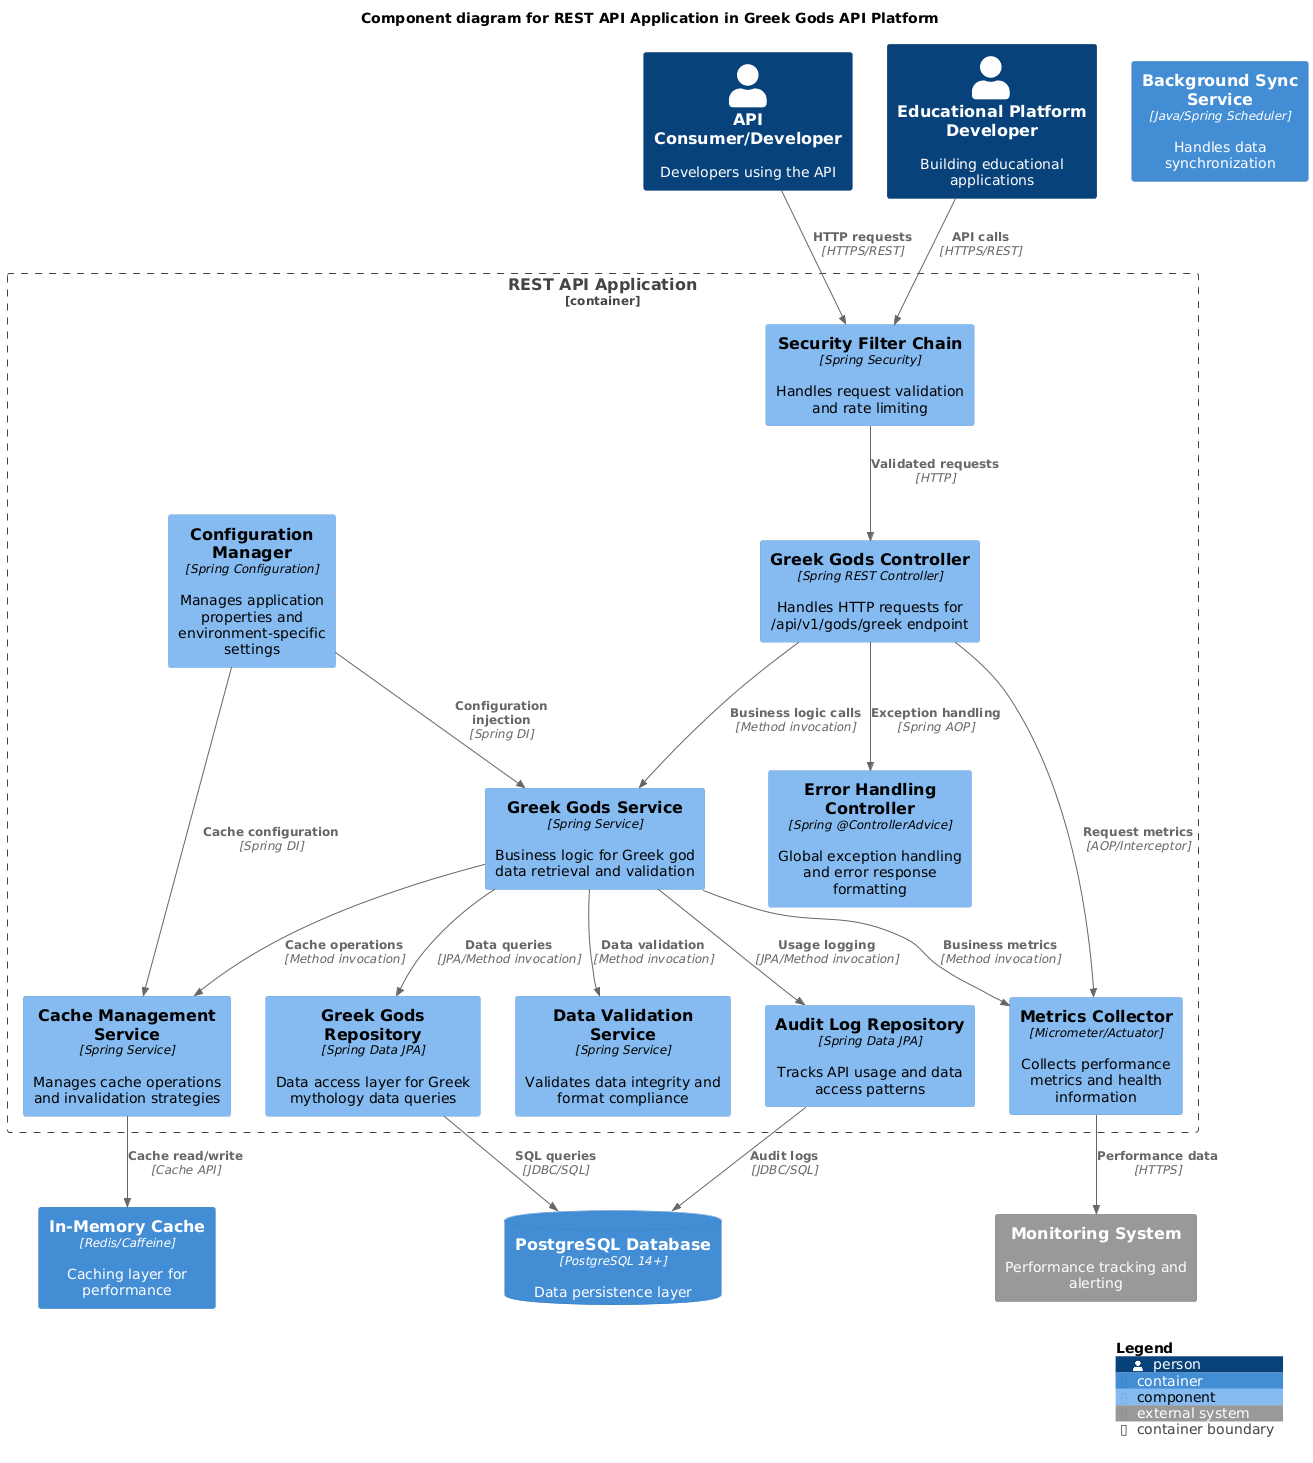 Component diagram for REST API Application in Greek Gods API Platform
API
Consumer/Developer
Developers using the API
Educational Platform
Developer
Building educational
applications
Background Sync
Service
[Java/Spring Scheduler]
Handles data
synchronization
HTTP requests
[HTTPS/REST]
API calls
[HTTPS/REST]
REST API Application
[container]
Security Filter Chain
[Spring Security]
Handles request validation
and rate limiting
Validated requests
[HTTP]
Configuration
Manager
[Spring Configuration]
Manages application
properties and
environment-specific
settings
Greek Gods Controller
[Spring REST Controller]
Handles HTTP requests for
/api/v1/gods/greek endpoint
Configuration
injection
[Spring DI]
Business logic calls
[Method invocation]
Exception handling
[Spring AOP]
Cache configuration
[Spring DI]
Greek Gods Service
[Spring Service]
Business logic for Greek god
data retrieval and validation
Error Handling
Controller
[Spring @ControllerAdvice]
Global exception handling
and error response
formatting
Request metrics
[AOP/Interceptor]
Cache operations
[Method invocation]
Data queries
[JPA/Method invocation]
Data validation
[Method invocation]
Usage logging
[JPA/Method invocation]
Business metrics
[Method invocation]
Cache Management
Service
[Spring Service]
Manages cache operations
and invalidation strategies
Greek Gods
Repository
[Spring Data JPA]
Data access layer for Greek
mythology data queries
Data Validation
Service
[Spring Service]
Validates data integrity and
format compliance
Audit Log Repository
[Spring Data JPA]
Tracks API usage and data
access patterns
Metrics Collector
[Micrometer/Actuator]
Collects performance
metrics and health
information
Cache read/write
[Cache API]
SQL queries
[JDBC/SQL]
Audit logs
[JDBC/SQL]
Performance data
[HTTPS]
In-Memory Cache
[Redis/Caffeine]
Caching layer for
performance
PostgreSQL Database
[PostgreSQL 14+]
Data persistence layer
Monitoring System
Performance tracking and
alerting
Legend
person
container
component
external system
container boundary